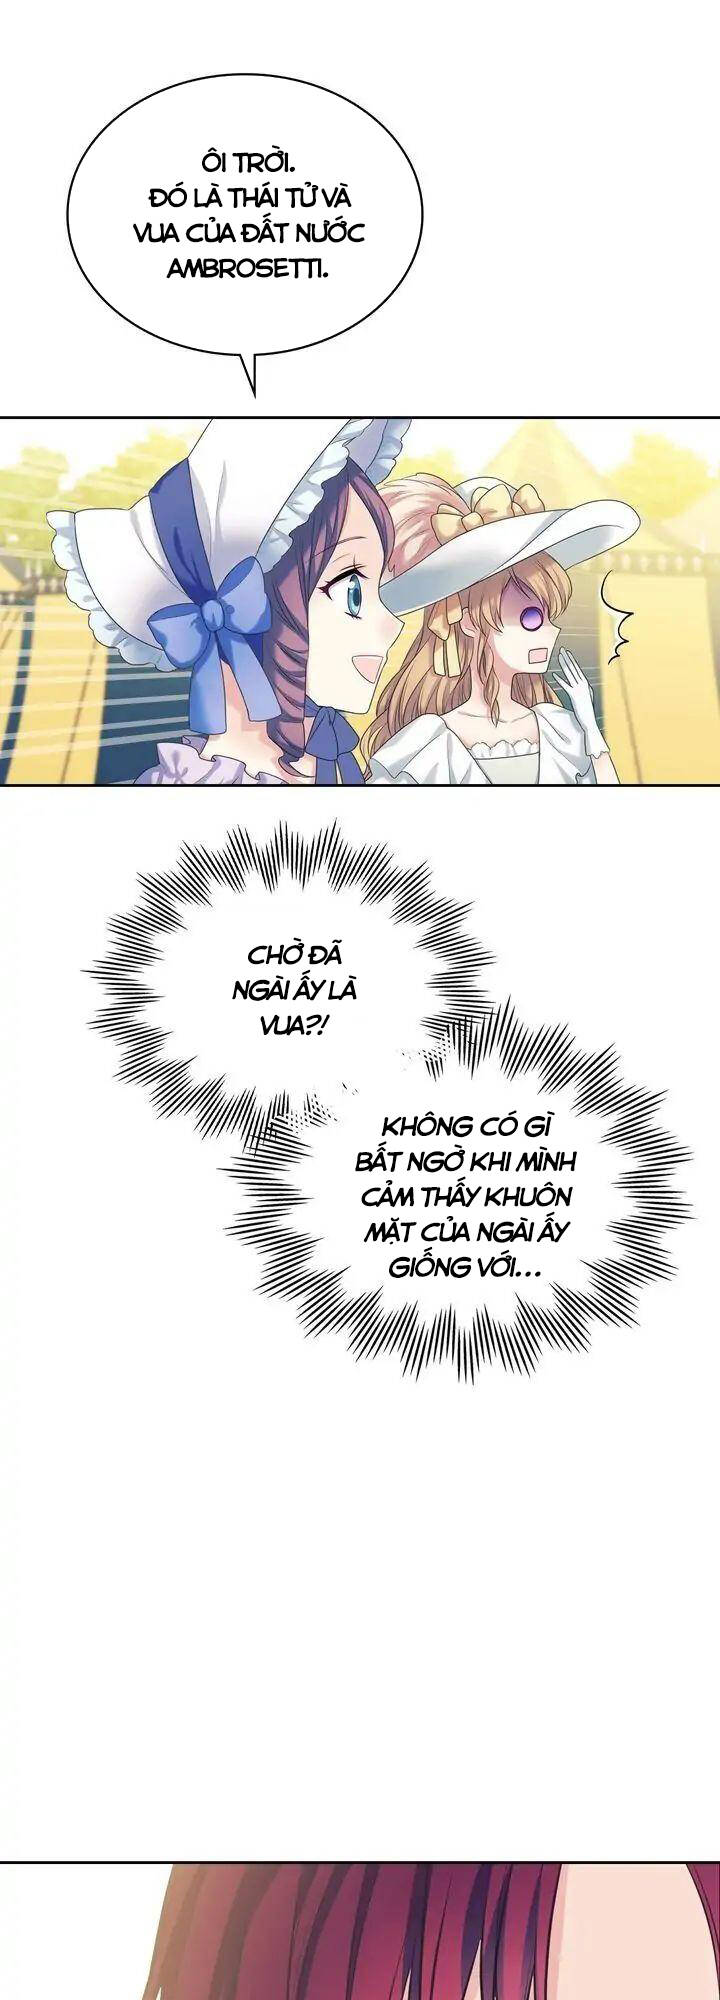 ÔI TRỜI.
ĐÓ LÀ THÁI TỬ VÀ
VUA CỦA ĐẤT NƯỚC
AMBROSETTI.
CHỜ ĐÃ
NGÀI ẤY LÀ
VUA?!
KHÔNG CÓ GÌ
BẤT NGỜ KHI MÌNH
CẢM THẤY KHUÔN
MẶT CỦA NGÀI ẤY
GIỐNG VỚI...